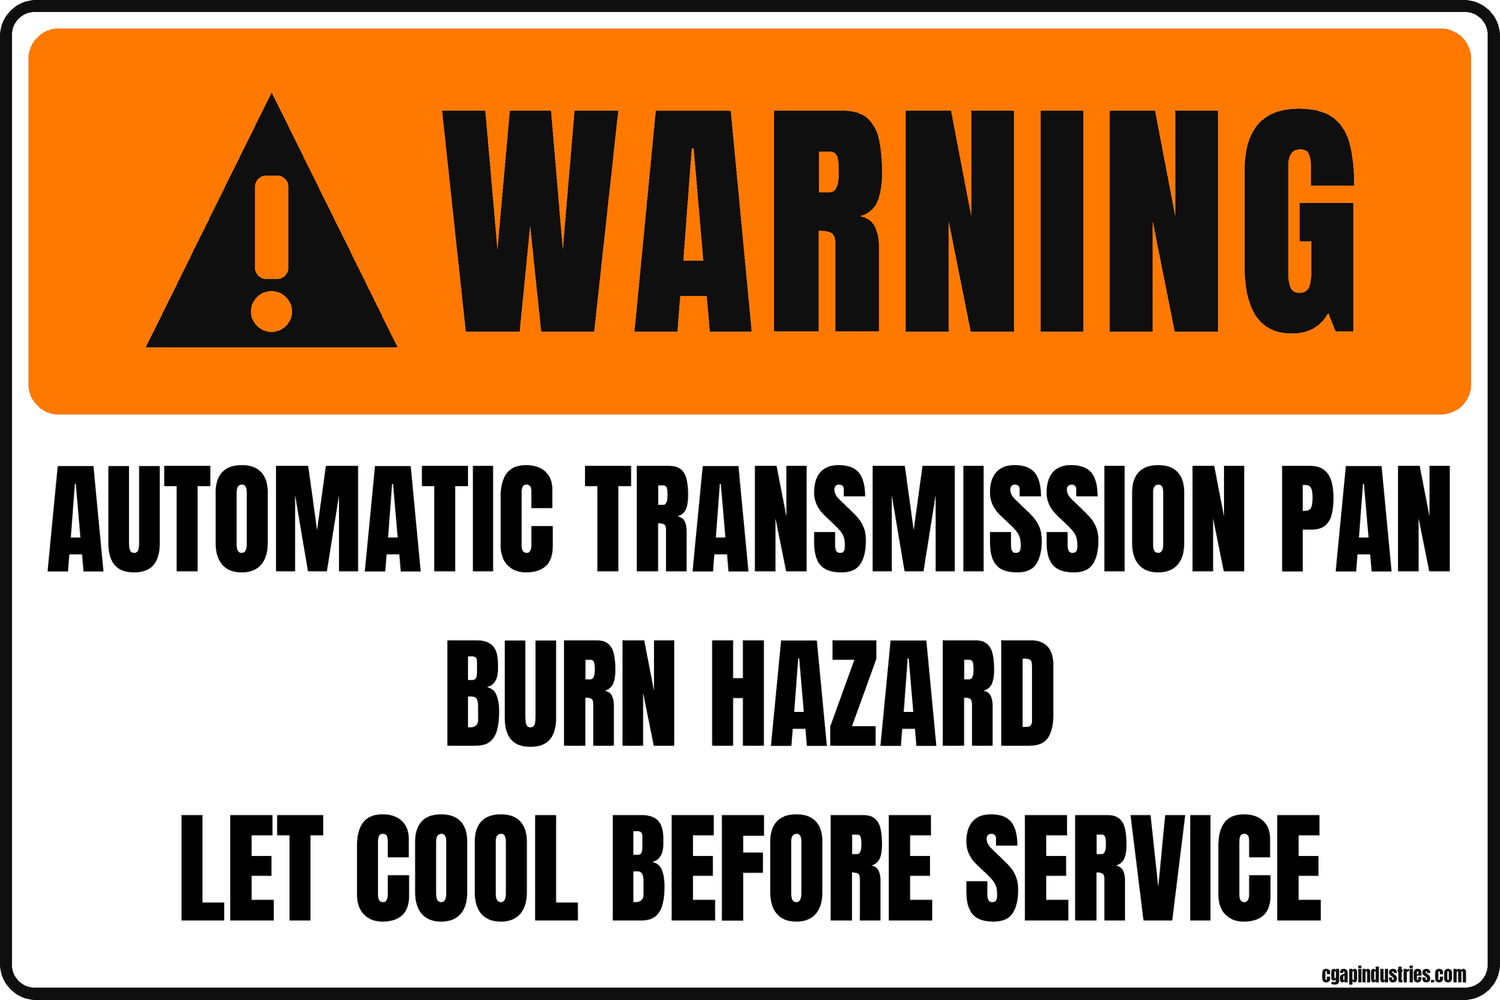 WARNING
AUTOMATIC TRANSMISSION PAN
BURN HAZARD
LET COOL BEFORE SERVICE
cgapindustries.com